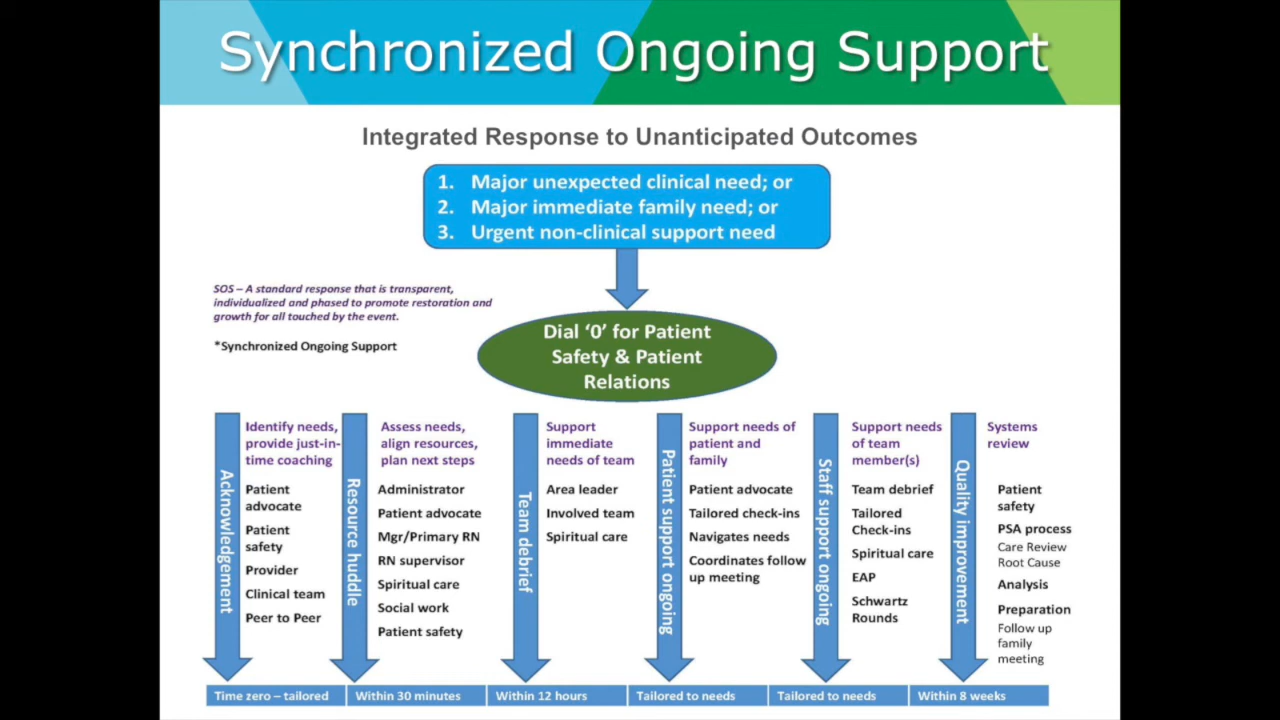 Synchronized Ongoing Support
Integrated Response to Unanticipated Outcomes
1. Major unexpected clinical need; or
2. Major immediate family need; or
3. Urgent non-clinical support need
SOS – A standard response that is transparent,
individualized and phased to promote restoration and
growth for all touched by the event.
*Synchronized Ongoing Support
Dial ‘0’ for Patient
Safety & Patient
Relations
Acknowledgement
Identify needs,
provide just-in-
time coaching
Patient
advocate
Patient
safety
Provider
Clinical team
Peer to Peer
Resource huddle
Assess needs,
align resources,
plan next steps
Administrator
Patient advocate
Mgr/Primary RN
RN supervisor
Spiritual care
Social work
Patient safety
Team debrief
Support
immediate
needs of team
Area leader
Involved team
Spiritual care
Patient support ongoing
Support needs of
patient and
family
Patient advocate
Tailored check-ins
Navigates needs
Coordinates follow
up meeting
Staff support ongoing
Support needs
of team
member(s)
Team debrief
Tailored
Check-ins
Spiritual care
EAP
Schwartz
Rounds
Quality improvement
Systems
review
Patient
safety
PSA process
Care Review
Root Cause
Analysis
Preparation
Follow up
family
meeting
Time zero – tailored
Within 30 minutes
Within 12 hours
Tailored to needs
Tailored to needs
Within 8 weeks